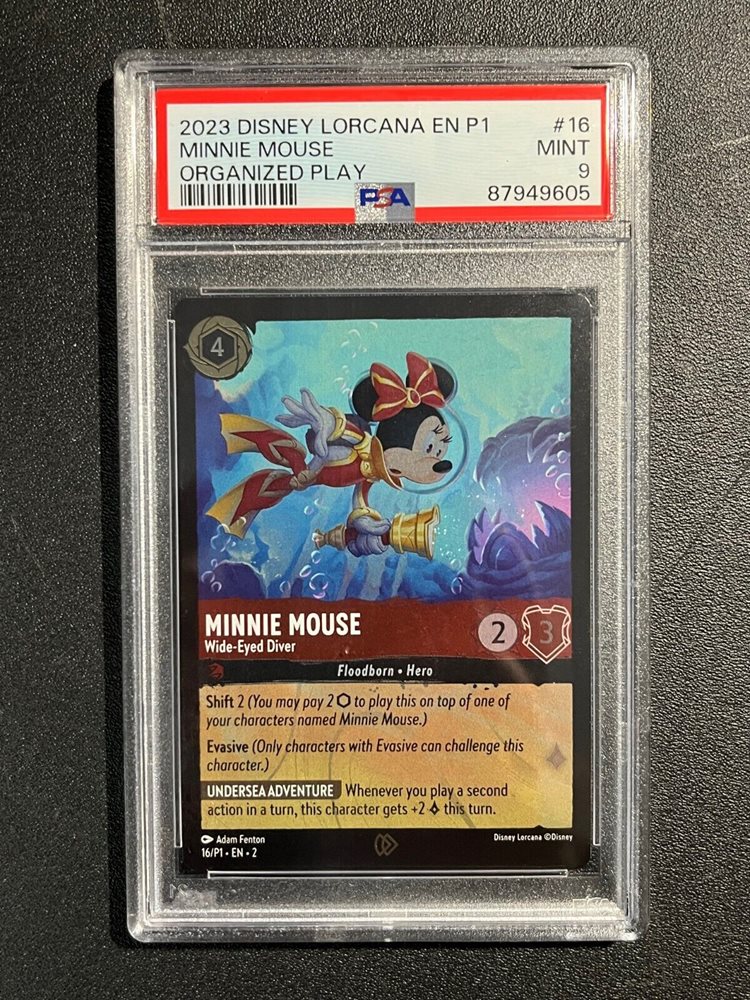 2023 DISNEY LORCANA EN P1 #16
MINNIE MOUSE MINT
ORGANIZED PLAY 9
PSA 87949605
4
MINNIE MOUSE
Wide-Eyed Diver
2 3
Floodborn • Hero
Shift 2 (You may pay 2 ⬡ to play this on top of one of
your characters named Minnie Mouse.)
Evasive (Only characters with Evasive can challenge this
character.)
UNDERSEA ADVENTURE Whenever you play a second
action in a turn, this character gets +2 ⟡ this turn.
Adam Fenton
Disney Lorcana ©Disney
16/P1 • EN • 2